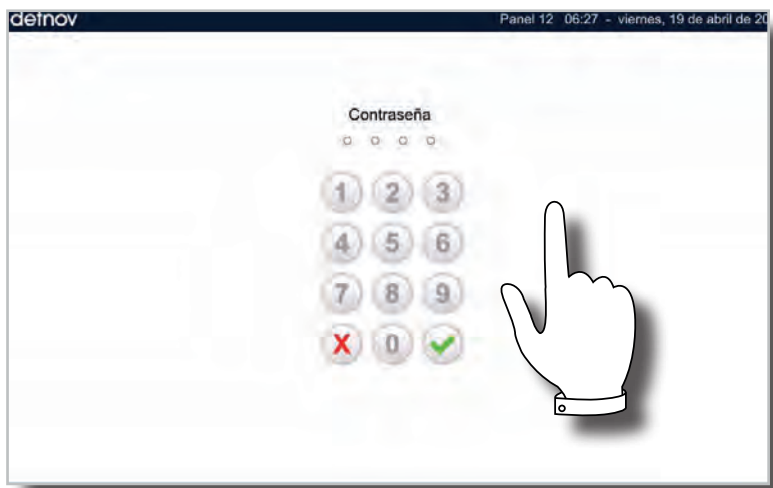 detnov Panel 12 06:27 - viernes, 19 de abril de 20
Contraseña
1 2 3
4 5 6
7 8 9
X 0